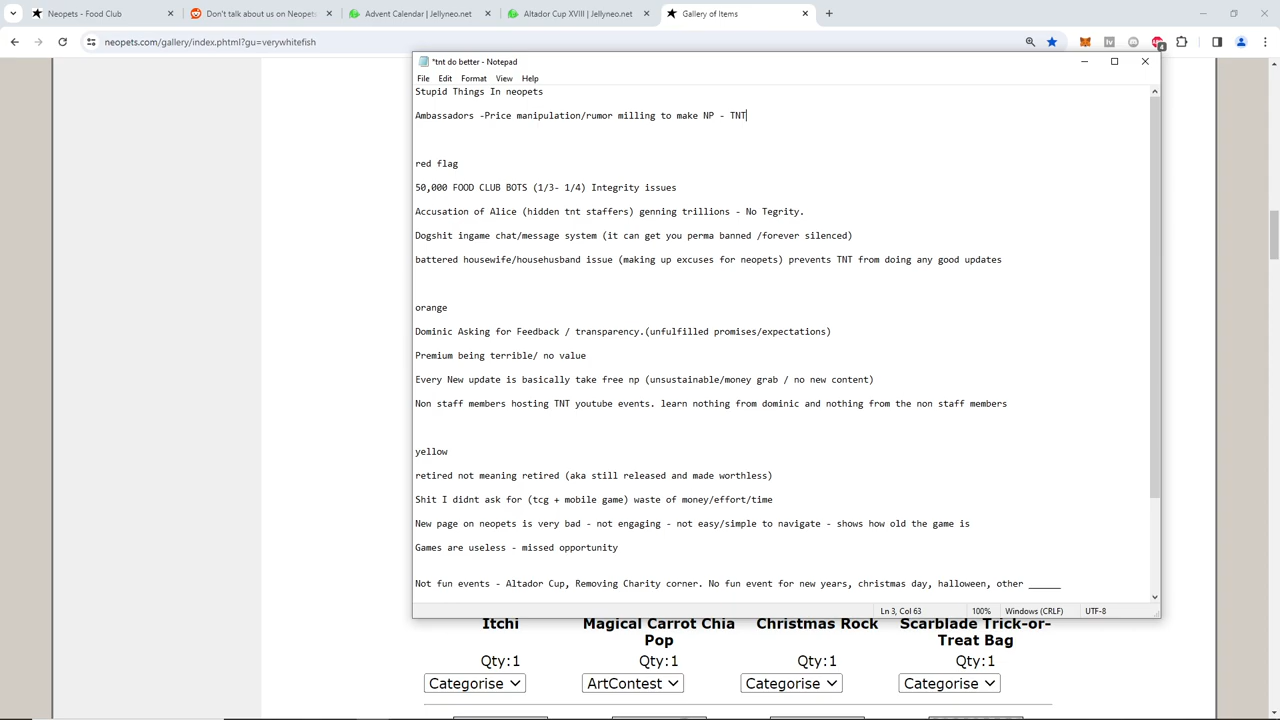 Neopets - Food Club
Don't talk about us on Neopets
Advent Calendar | Jellyneo.net
Altador Cup XVIII | Jellyneo.net
Gallery of Items
neopets.com/gallery/index.phtml?gu=verywhitefish
4
*tnt do better - Notepad
File Edit Format View Help
Stupid Things In neopets
Ambassadors -Price manipulation/rumor milling to make NP - TNT
red flag
50,000 FOOD CLUB BOTS (1/3- 1/4) Integrity issues
Accusation of Alice (hidden tnt staffers) genning trillions - No Tegrity.
Dogshit ingame chat/message system (it can get you perma banned /forever silenced)
battered housewife/househusband issue (making up excuses for neopets) prevents TNT from doing any good updates
orange
Dominic Asking for Feedback / transparency.(unfulfilled promises/expectations)
Premium being terrible/ no value
Every New update is basically take free np (unsustainable/money grab / no new content)
Non staff members hosting TNT youtube events. learn nothing from dominic and nothing from the non staff members
yellow
retired not meaning retired (aka still released and made worthless)
Shit I didnt ask for (tcg + mobile game) waste of money/effort/time
New page on neopets is very bad - not engaging - not easy/simple to navigate - shows how old the game is
Games are useless - missed opportunity
Not fun events - Altador Cup, Removing Charity corner. No fun event for new years, christmas day, halloween, other ______
Ln 3, Col 63 100% Windows (CRLF) UTF-8
Itchi Magical Carrot Chia Christmas Rock Scarblade Trick-or-
Pop Treat Bag
Qty:1 Qty:1 Qty:1 Qty:1
Categorise ArtContest Categorise Categorise